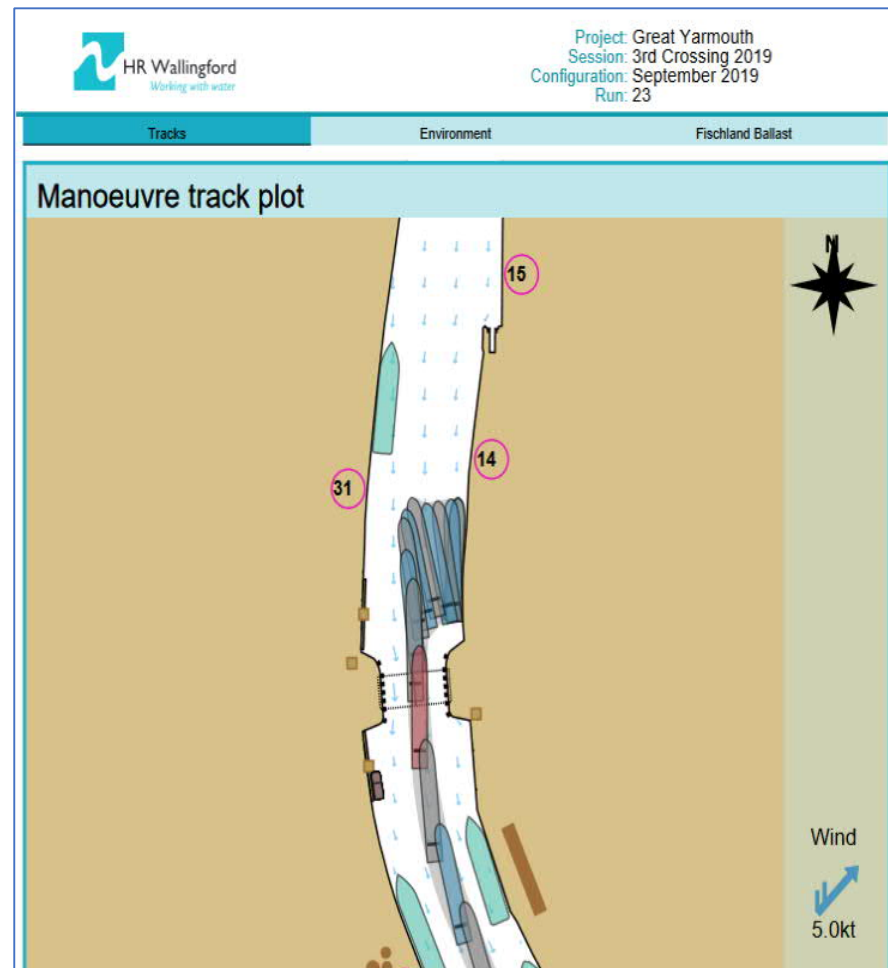 HR Wallingford
Working with water
Project: Great Yarmouth
Session: 3rd Crossing 2019
Configuration: September 2019
Run: 23
Tracks Environment Fischland Ballast
Manoeuvre track plot
N
15
14
31
Wind
5.0kt